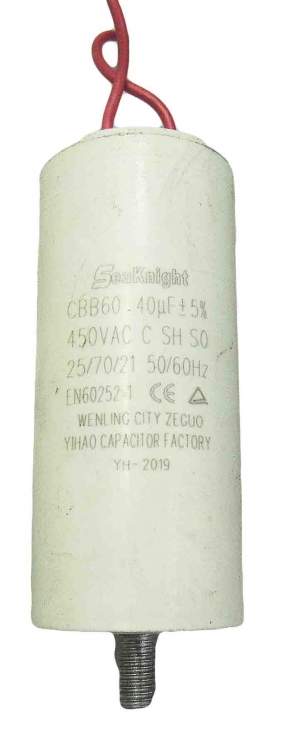 SeaKnight
CBB60 . 40μF±5%
450VAC C SH SO
25/70/21 50/60Hz
EN60252-1 CE
WENLING CITY ZEGUO
YIHAO CAPACITOR FACTORY
YH-2019